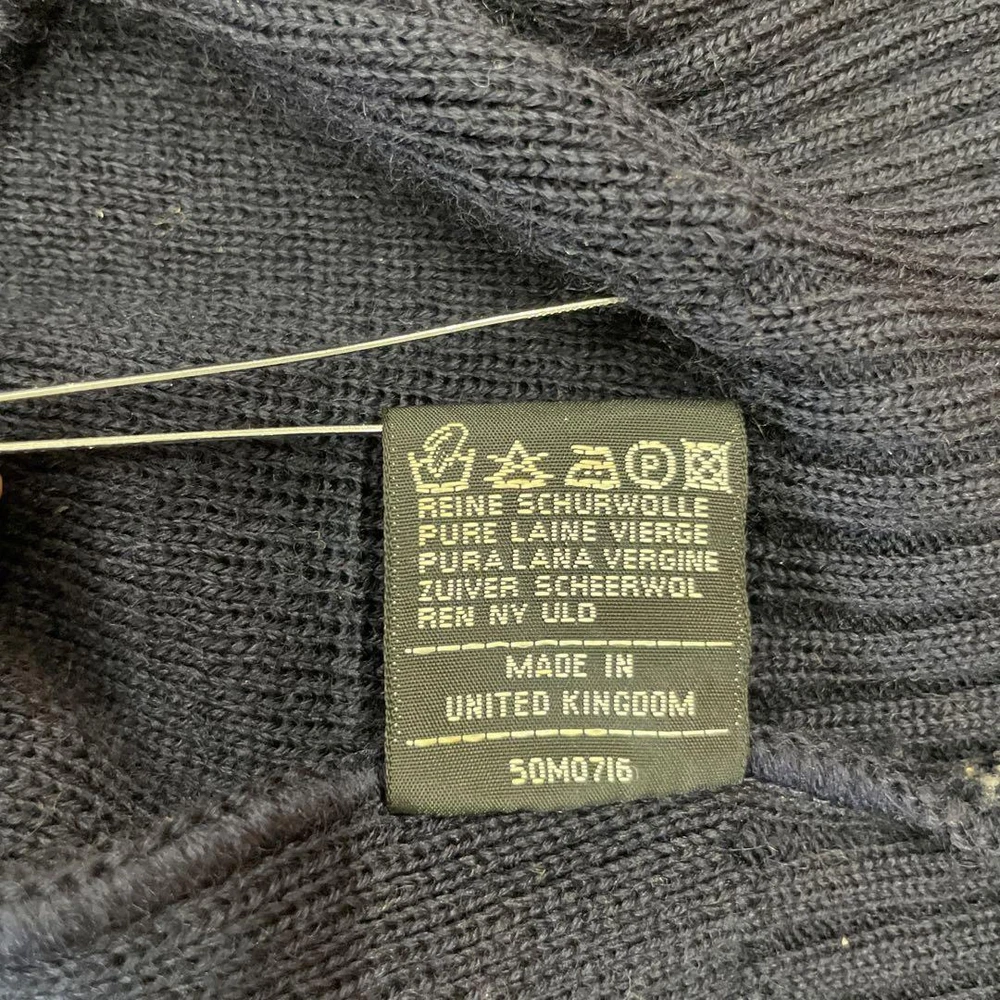 P
REINE SCHURWOLLE
PURE LAINE VIERGE
PURA LANA VERGINE
ZUIVER SCHEERWOL
REN NY ULD
MADE IN
UNITED KINGDOM
50M0716